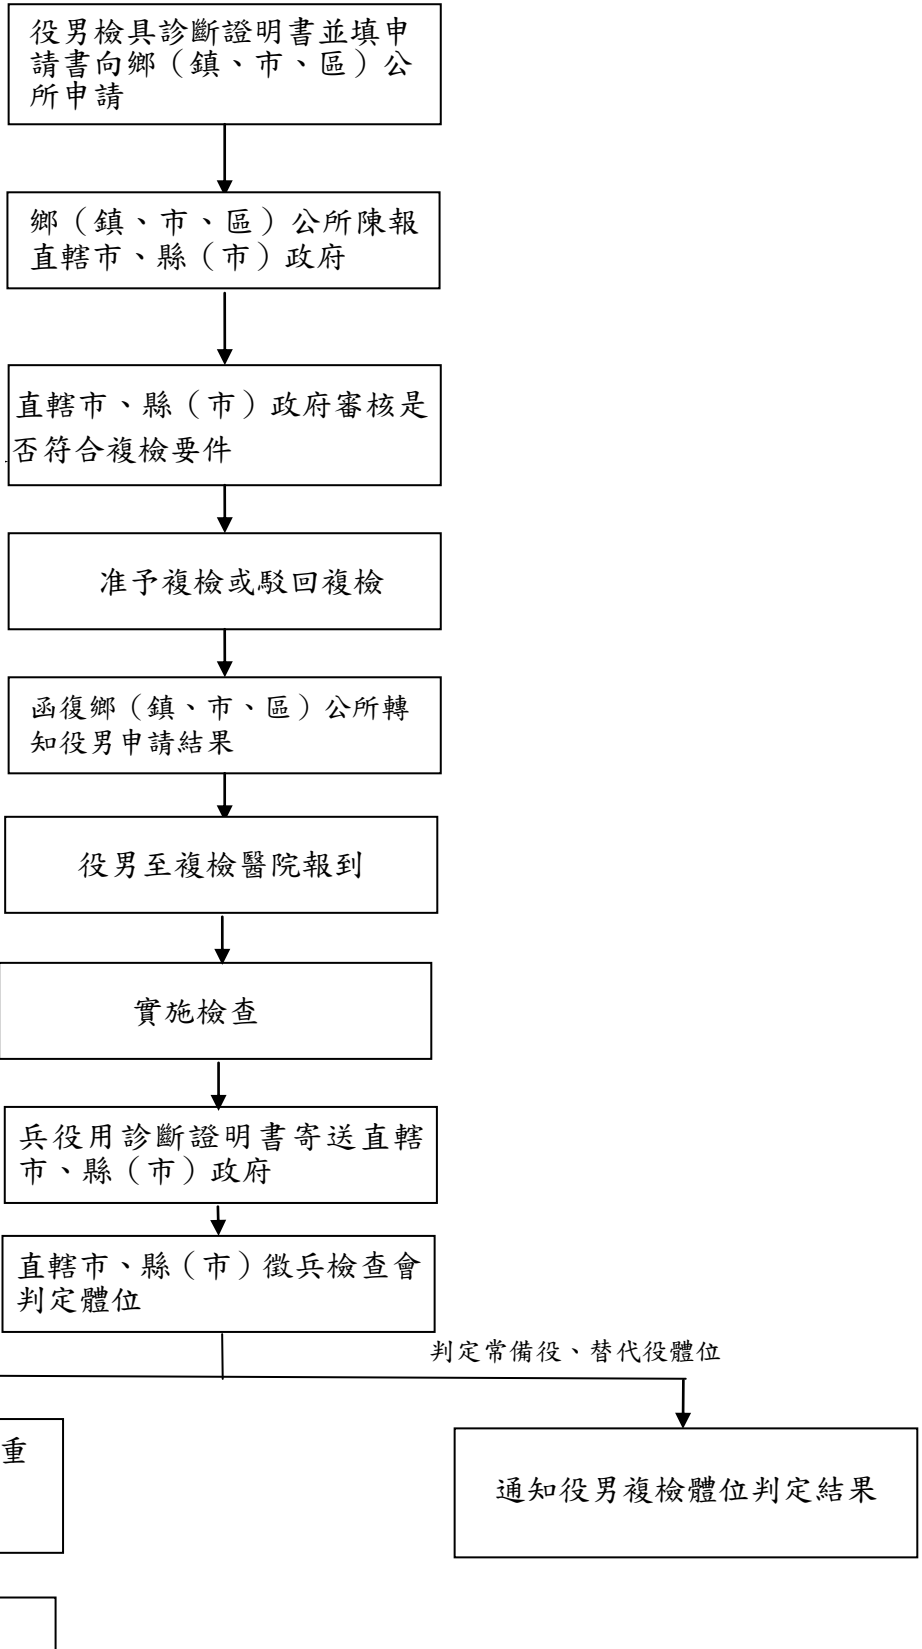 役男檢具診斷證明書並填申
請書向鄉（鎮、市、區）公
所申請
鄉（鎮、市、區）公所陳報
直轄市、縣（市）政府
直轄市、縣（市）政府審核是
否符合複檢要件
准予複檢或駁回複檢
函復鄉（鎮、市、區）公所轉
知役男申請結果
役男至複檢醫院報到
實施檢查
兵役用診斷證明書寄送直轄
市、縣（市）政府
直轄市、縣（市）徵兵檢查會
判定體位
判定常備役、替代役體位
重
通知役男複檢體位判定結果